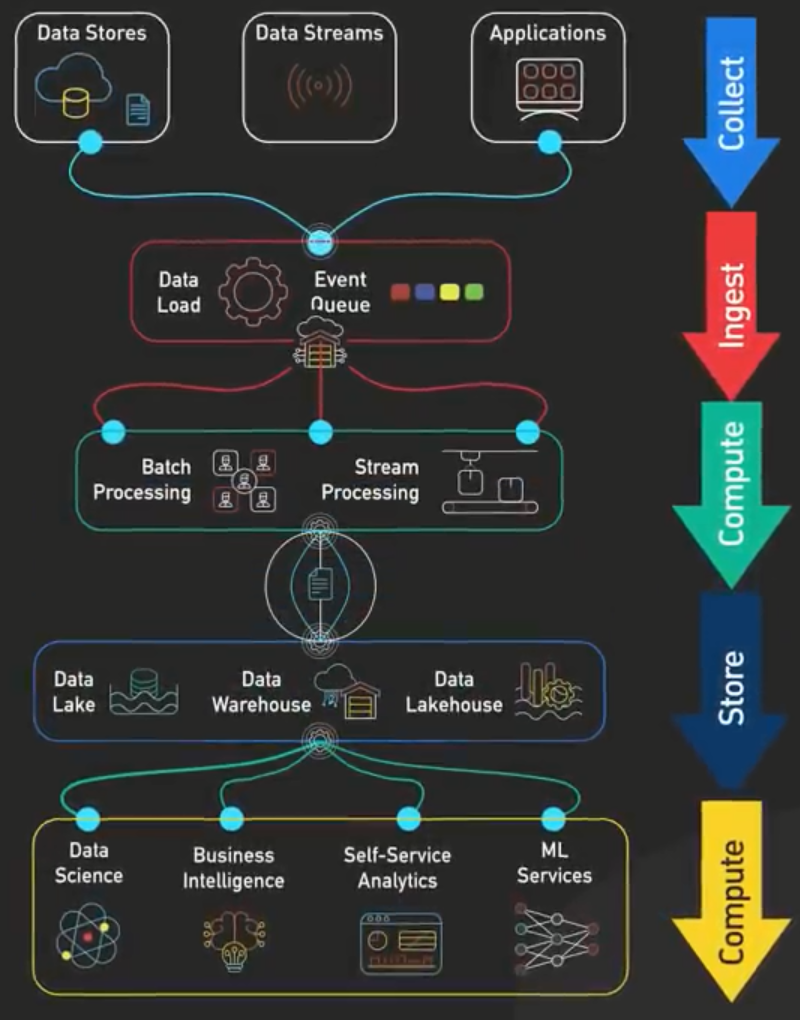 Data Stores
Data Streams
Applications
Collect
Data
Load
Event
Queue
Ingest
Batch
Processing
Stream
Processing
Compute
Data
Lake
Data
Warehouse
Data
Lakehouse
Store
Data
Science
Business
Intelligence
Self-Service
Analytics
ML
Services
Compute